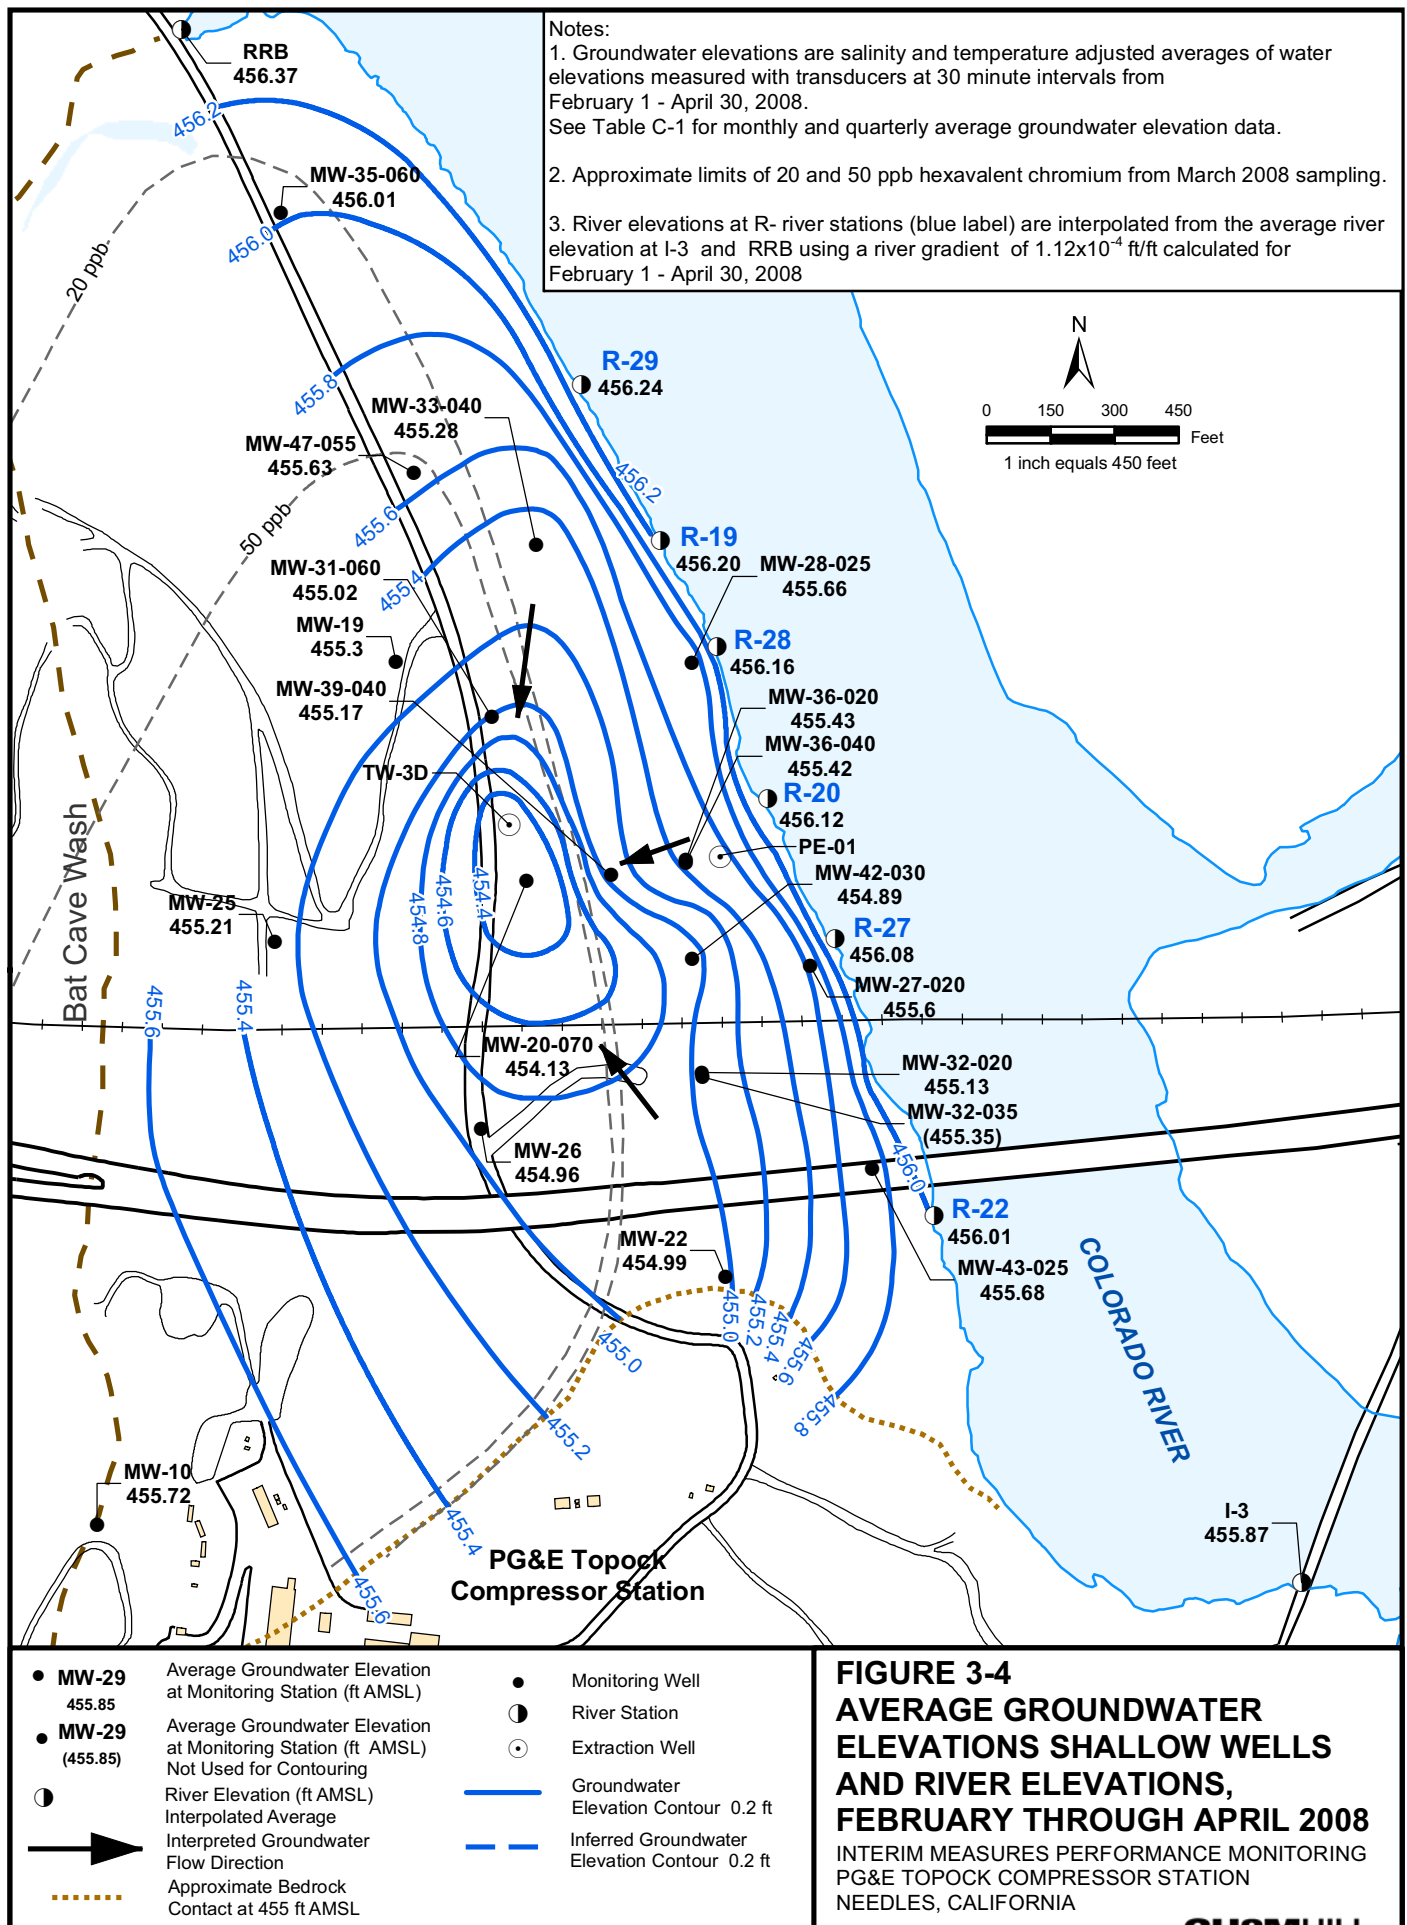 Notes:
1. Groundwater elevations are salinity and temperature adjusted averages of water
elevations measured with transducers at 30 minute intervals from
February 1 - April 30, 2008.
See Table C-1 for monthly and quarterly average groundwater elevation data.
2. Approximate limits of 20 and 50 ppb hexavalent chromium from March 2008 sampling.
3. River elevations at R- river stations (blue label) are interpolated from the average river
elevation at I-3 and RRB using a river gradient of 1.12x10⁻⁴ ft/ft calculated for
February 1 - April 30, 2008
RRB
456.37
456.2
MW-35-060
456.01
456.0
20 ppb
N
0 150 300 450
Feet
1 inch equals 450 feet
R-29
456.24
455.8
MW-33-040
455.28
MW-47-055
455.63
456.2
455.6
50 ppb
R-19
456.20
MW-28-025
455.66
MW-31-060
455.02
455.4
MW-19
455.3
R-28
456.16
MW-39-040
455.17
MW-36-020
455.43
MW-36-040
455.42
TW-3D
R-20
456.12
PE-01
MW-42-030
454.89
454.4
454.6
454.8
MW-25
455.21
Bat Cave Wash
R-27
456.08
MW-27-020
455.6
455.6
455.4
MW-20-070
454.13
MW-32-020
455.13
MW-32-035
(455.35)
MW-26
454.96
456.0
R-22
456.01
MW-22
454.99
MW-43-025
455.68
COLORADO RIVER
455.0
455.0
455.2
455.4
455.6
455.8
455.2
455.4
455.6
MW-10
455.72
I-3
455.87
PG&E Topock
Compressor Station
MW-29
455.85
Average Groundwater Elevation
at Monitoring Station (ft AMSL)
MW-29
(455.85)
Average Groundwater Elevation
at Monitoring Station (ft AMSL)
Not Used for Contouring
River Elevation (ft AMSL)
Interpolated Average
Interpreted Groundwater
Flow Direction
Approximate Bedrock
Contact at 455 ft AMSL
Monitoring Well
River Station
Extraction Well
Groundwater
Elevation Contour 0.2 ft
Inferred Groundwater
Elevation Contour 0.2 ft
FIGURE 3-4
AVERAGE GROUNDWATER
ELEVATIONS SHALLOW WELLS
AND RIVER ELEVATIONS,
FEBRUARY THROUGH APRIL 2008
INTERIM MEASURES PERFORMANCE MONITORING
PG&E TOPOCK COMPRESSOR STATION
NEEDLES, CALIFORNIA